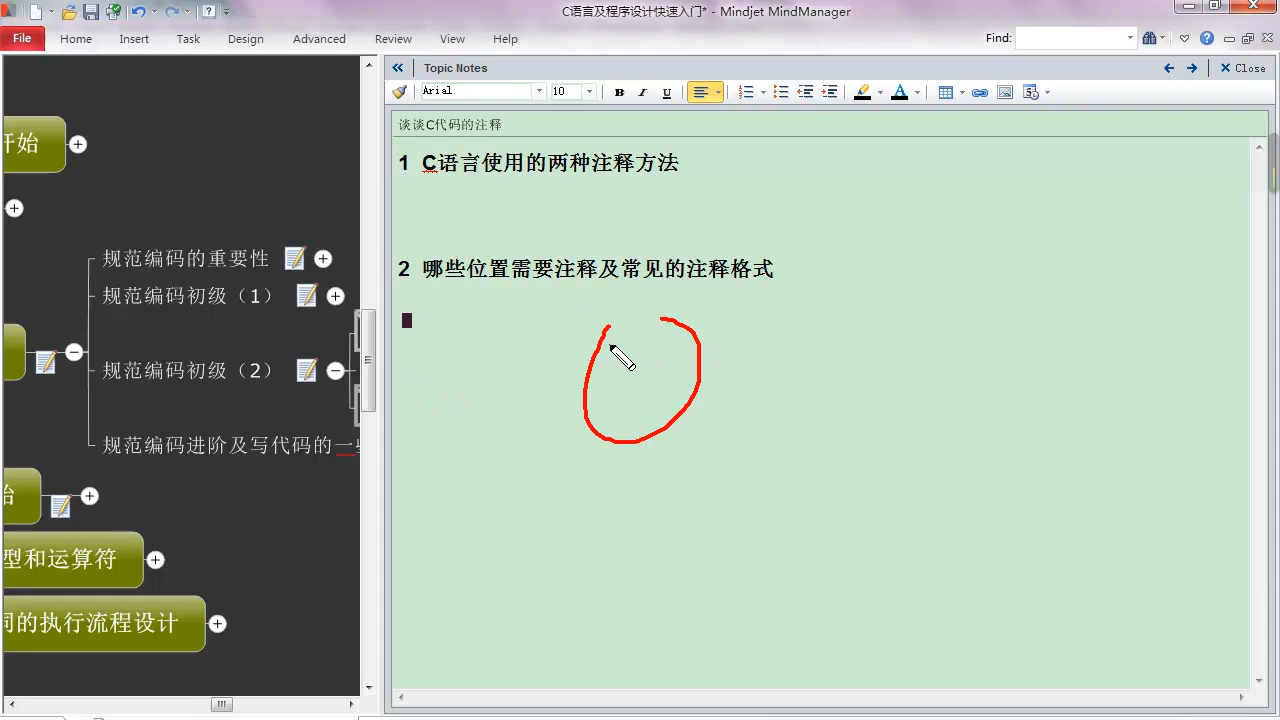 C语言及程序设计快速入门* - Mindjet MindManager
File Home Insert Task Design Advanced Review View Help Find:
Topic Notes Close
Arial 10 B I U
谈谈C代码的注释
1 C语言使用的两种注释方法
2 哪些位置需要注释及常见的注释格式
开始
规范编码的重要性
规范编码初级（1）
规范编码初级（2）
规范编码进阶及写代码的一些
始
型和运算符
同的执行流程设计